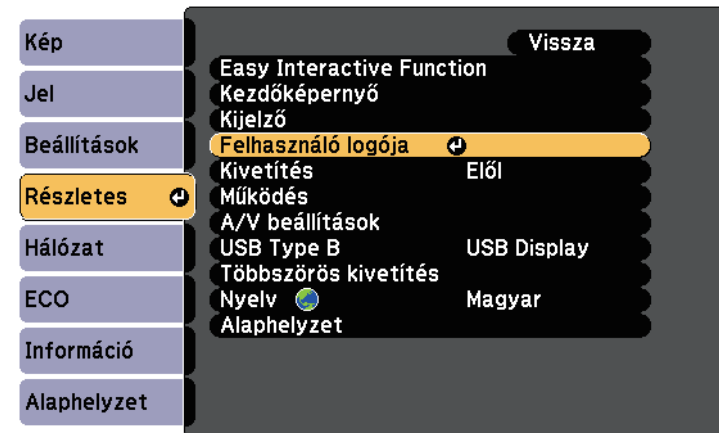 Kép
Jel
Beállítások
Részletes
Hálózat
ECO
Információ
Alaphelyzet
Vissza
Easy Interactive Function
Kezdőképernyő
Kijelző
Felhasználó logója
Kivetítés Elől
Működés
A/V beállítások
USB Type B USB Display
Többszörös kivetítés
Nyelv Magyar
Alaphelyzet